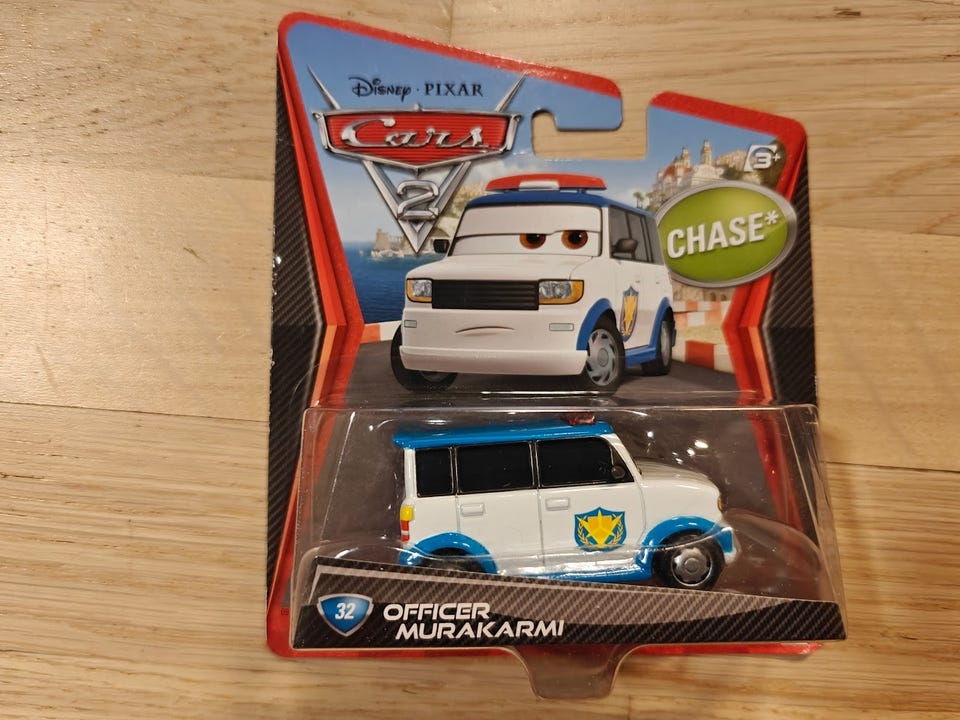 Disney · PIXAR
Cars
2
3+
CHASE*
32
OFFICER
MURAKARMI